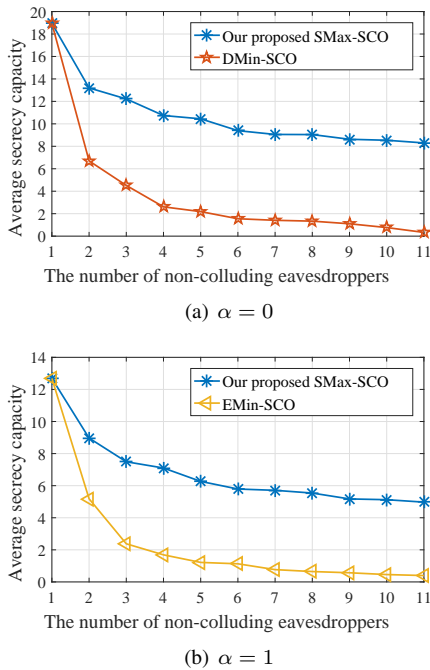 20
18
16
14
12
10
8
6
4
2
0
Average secrecy capacity
Our proposed SMax-SCO
DMin-SCO
1 2 3 4 5 6 7 8 9 10 11
The number of non-colluding eavesdroppers
(a) α = 0
14
12
10
8
6
4
2
0
Average secrecy capacity
Our proposed SMax-SCO
EMin-SCO
1 2 3 4 5 6 7 8 9 10 11
The number of non-colluding eavesdroppers
(b) α = 1